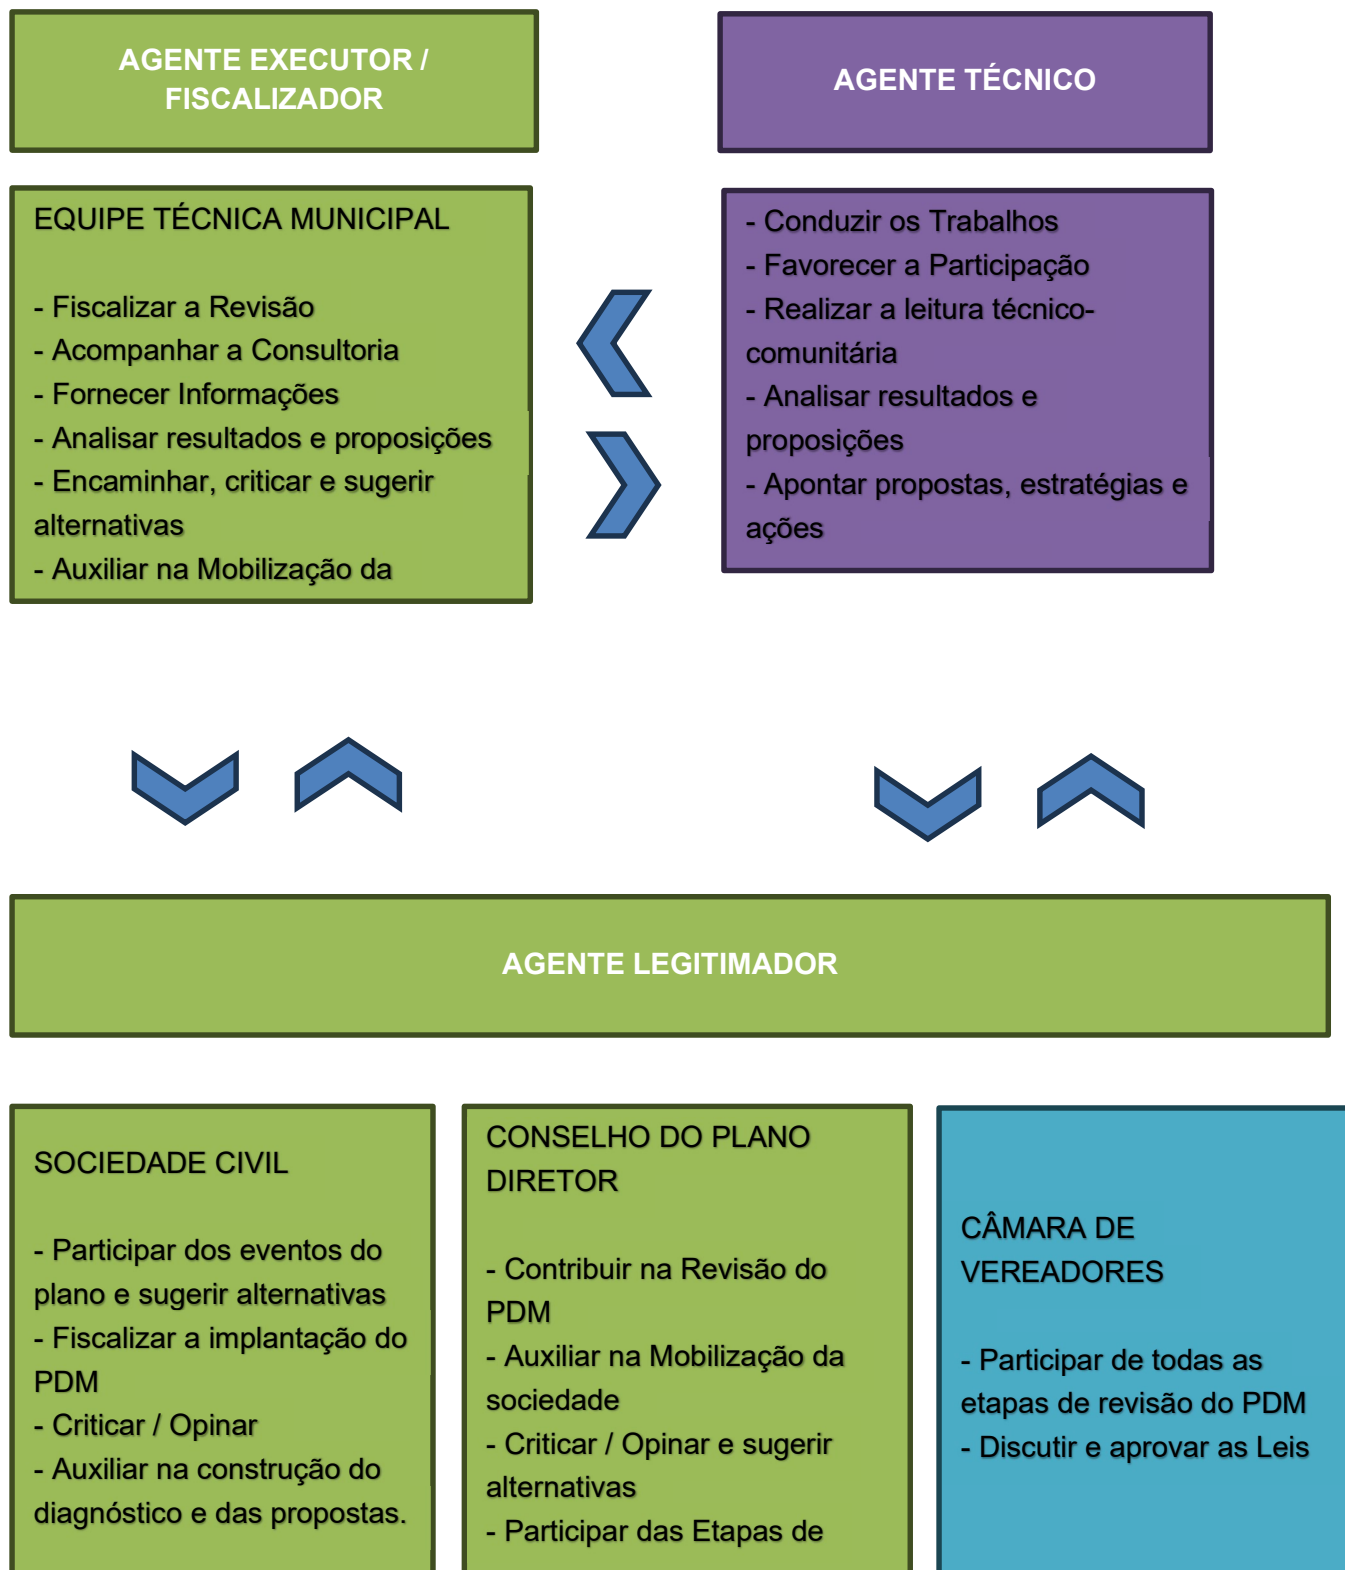 AGENTE EXECUTOR /
FISCALIZADOR
AGENTE TÉCNICO
EQUIPE TÉCNICA MUNICIPAL
- Fiscalizar a Revisão
- Acompanhar a Consultoria
- Fornecer Informações
- Analisar resultados e proposições
- Encaminhar, criticar e sugerir
alternativas
- Auxiliar na Mobilização da
- Conduzir os Trabalhos
- Favorecer a Participação
- Realizar a leitura técnico-
comunitária
- Analisar resultados e
proposições
- Apontar propostas, estratégias e
ações
AGENTE LEGITIMADOR
SOCIEDADE CIVIL
- Participar dos eventos do
plano e sugerir alternativas
- Fiscalizar a implantação do
PDM
- Criticar / Opinar
- Auxiliar na construção do
diagnóstico e das propostas.
CONSELHO DO PLANO
DIRETOR
- Contribuir na Revisão do
PDM
- Auxiliar na Mobilização da
sociedade
- Criticar / Opinar e sugerir
alternativas
- Participar das Etapas de
CÂMARA DE
VEREADORES
- Participar de todas as
etapas de revisão do PDM
- Discutir e aprovar as Leis